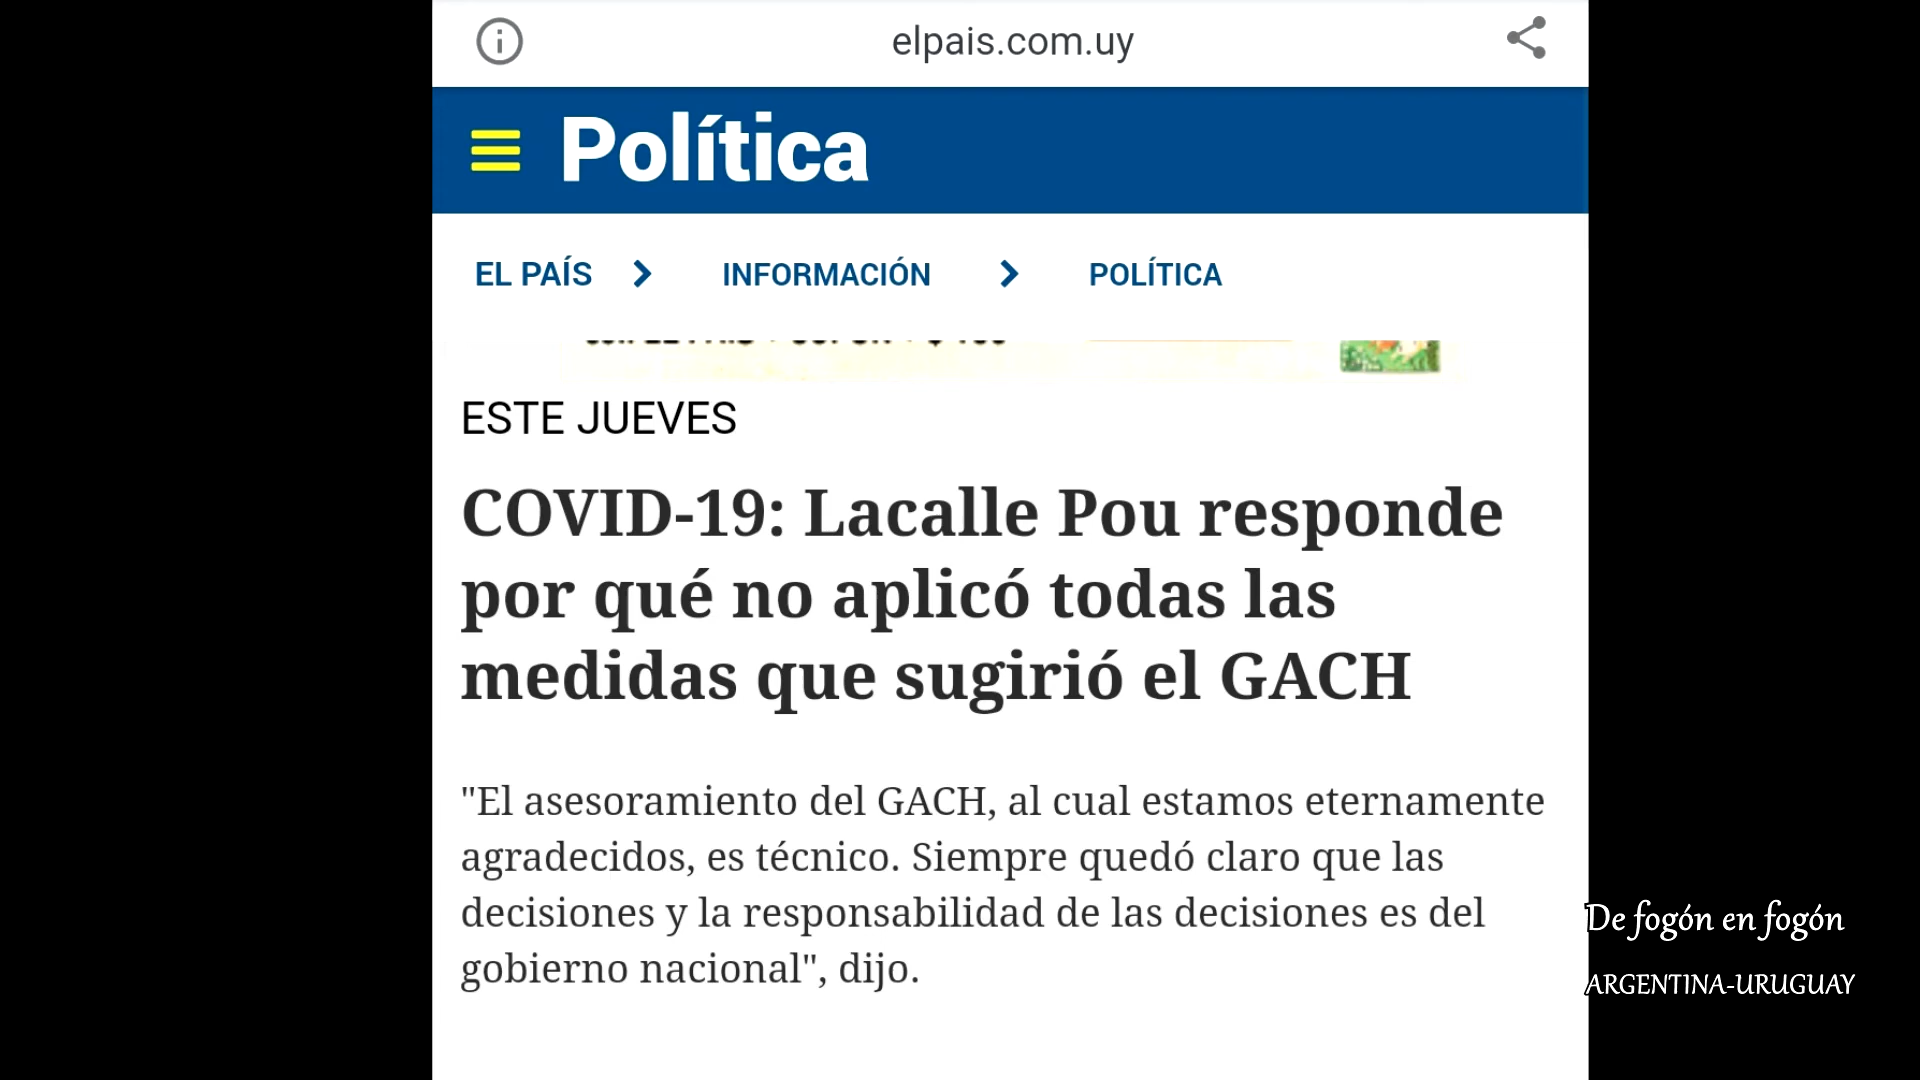 elpais.com.uy
Política
EL PAÍS
INFORMACIÓN
POLÍTICA
ESTE JUEVES
COVID-19: Lacalle Pou responde
por qué no aplicó todas las
medidas que sugirió el GACH
"El asesoramiento del GACH, al cual estamos eternamente
agradecidos, es técnico. Siempre quedó claro que las
decisiones y la responsabilidad de las decisiones es del
gobierno nacional", dijo.
De fogón en fogón
ARGENTINA-URUGUAY